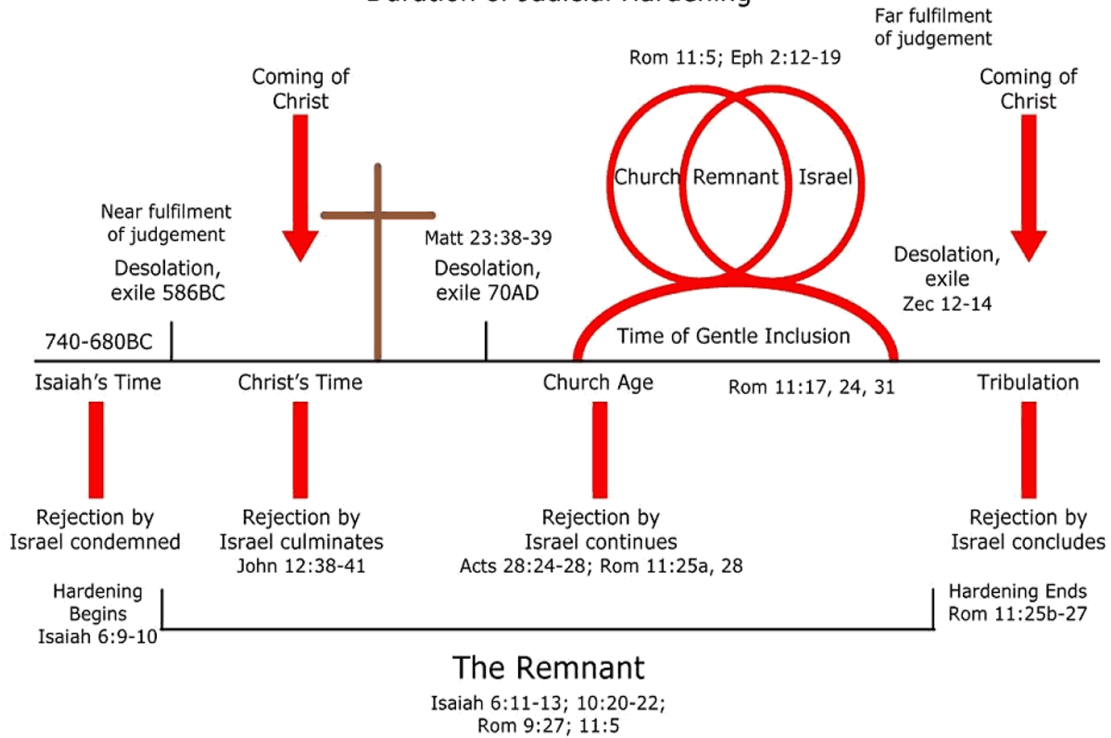 Duration of Judicial Hardening
Far fulfilment
of judgement
Rom 11:5; Eph 2:12-19
Coming of
Christ
Coming of
Christ
Church
Remnant
Israel
Near fulfilment
of judgement
Desolation,
exile 586BC
Matt 23:38-39
Desolation,
exile 70AD
Desolation,
exile
Zec 12-14
740-680BC
Time of Gentle Inclusion
Isaiah's Time
Christ's Time
Church Age
Rom 11:17, 24, 31
Tribulation
Rejection by
Israel condemned
Rejection by
Israel culminates
John 12:38-41
Rejection by
Israel continues
Acts 28:24-28; Rom 11:25a, 28
Rejection by
Israel concludes
Hardening
Begins
Isaiah 6:9-10
Hardening Ends
Rom 11:25b-27
The Remnant
Isaiah 6:11-13; 10:20-22;
Rom 9:27; 11:5